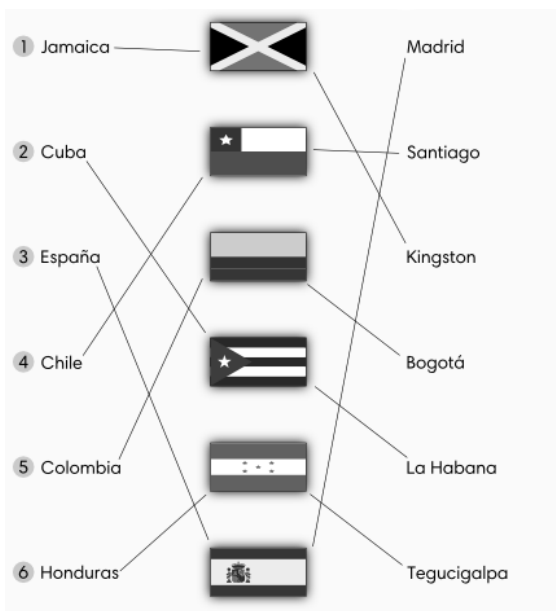 1 Jamaica
Madrid
2 Cuba
Santiago
3 España
Kingston
4 Chile
Bogotá
5 Colombia
La Habana
6 Honduras
Tegucigalpa